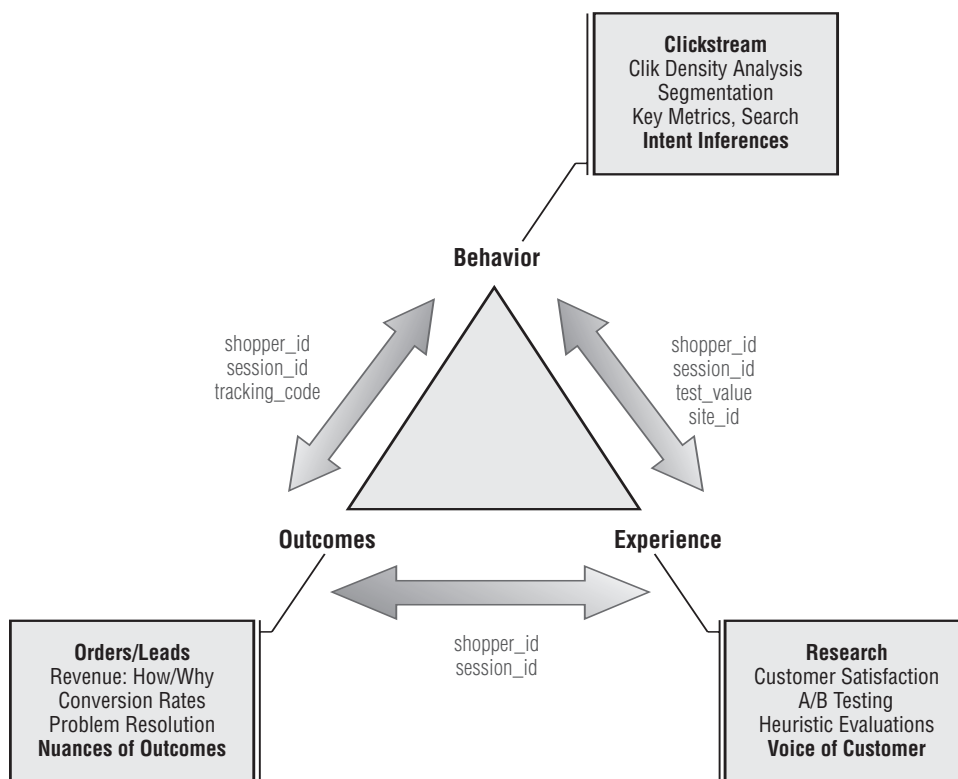 Clickstream
Clik Density Analysis
Segmentation
Key Metrics, Search
Intent Inferences
Behavior
shopper_id
session_id
tracking_code
shopper_id
session_id
test_value
site_id
Outcomes
Experience
shopper_id
session_id
Orders/Leads
Revenue: How/Why
Conversion Rates
Problem Resolution
Nuances of Outcomes
Research
Customer Satisfaction
A/B Testing
Heuristic Evaluations
Voice of Customer